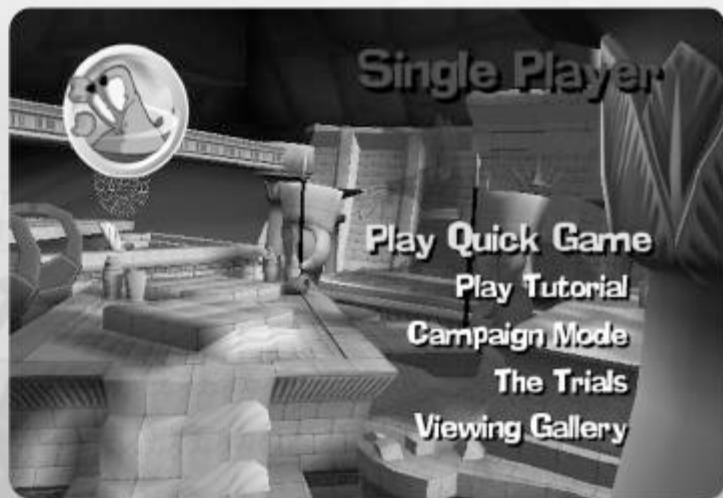 Single Player
Play Quick Game
Play Tutorial
Campaign Mode
The Trials
Viewing Gallery